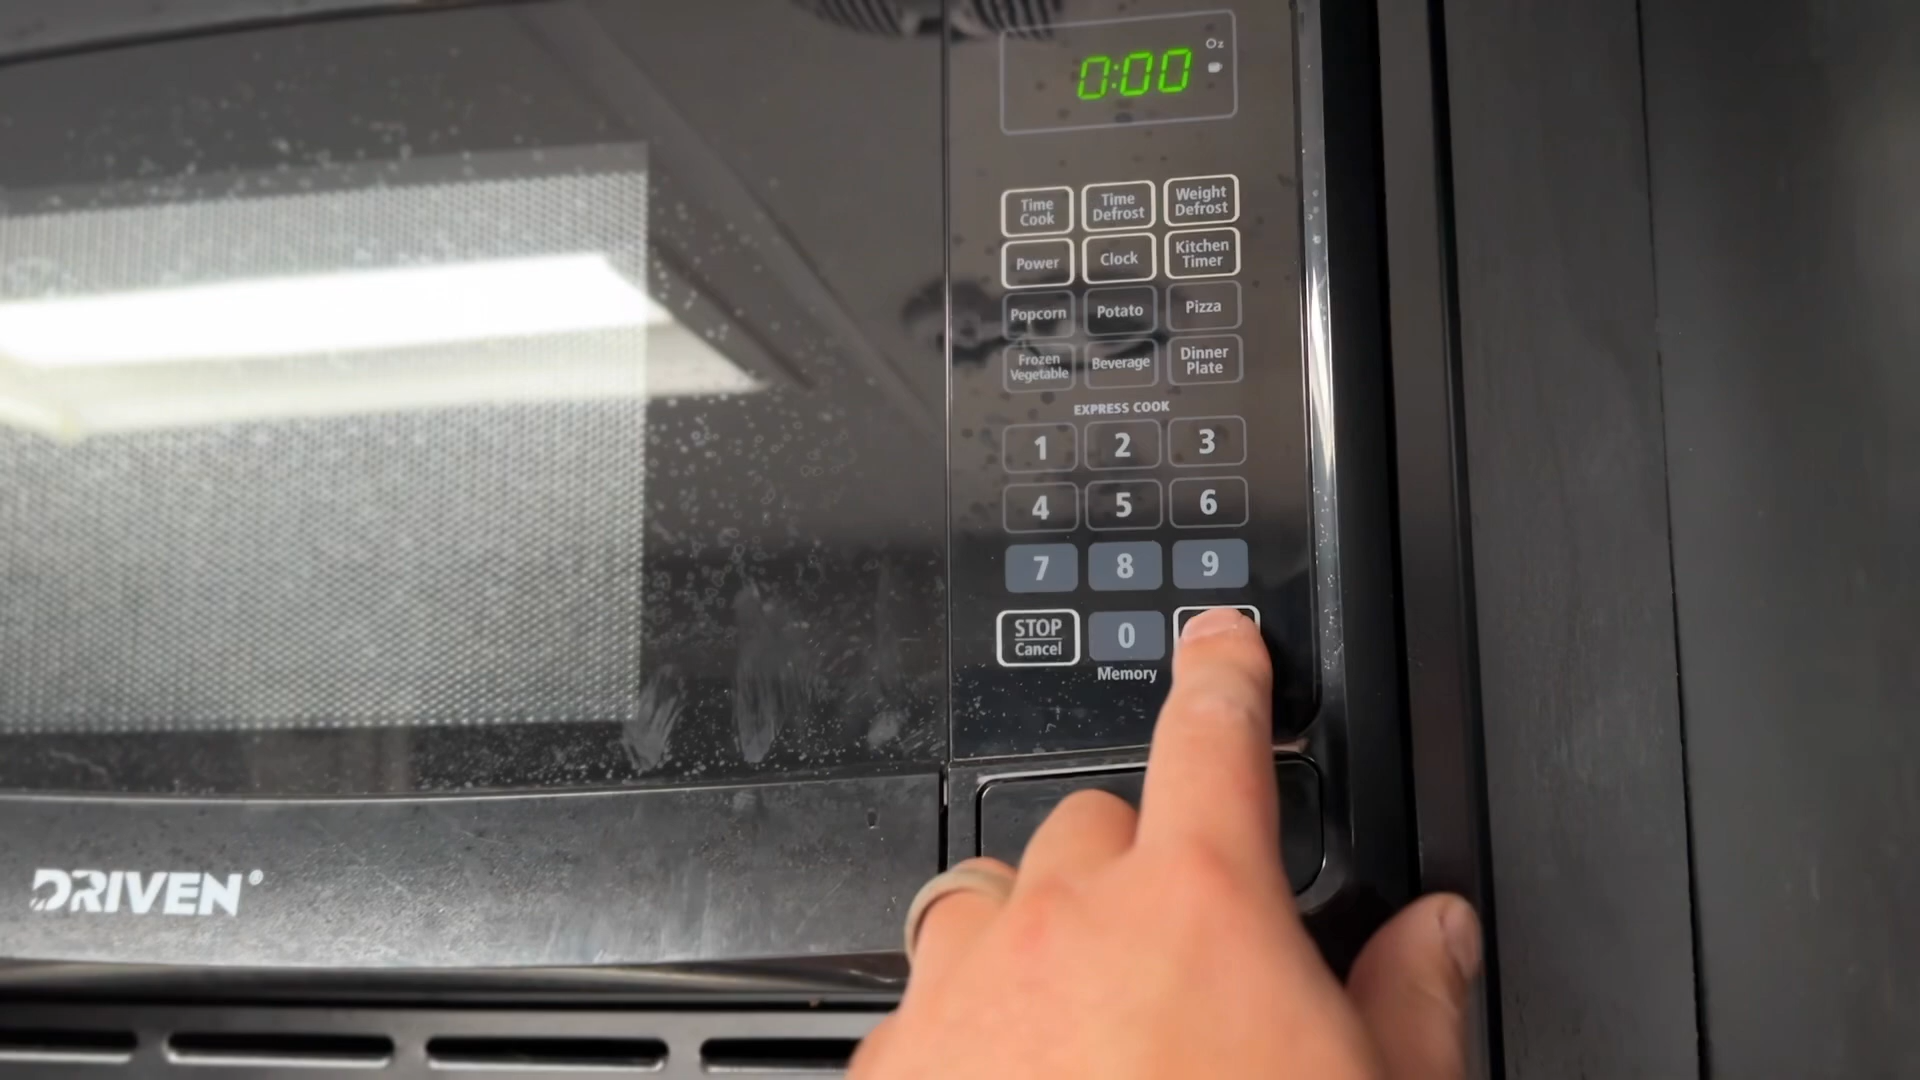 0:00
Oz
Time
Cook
Time
Defrost
Weight
Defrost
Power
Clock
Kitchen
Timer
Popcorn
Potato
Pizza
Frozen
Vegetable
Beverage
Dinner
Plate
EXPRESS COOK
1 2 3
4 5 6
7 8 9
STOP
Cancel
0
Memory
DRIVEN®